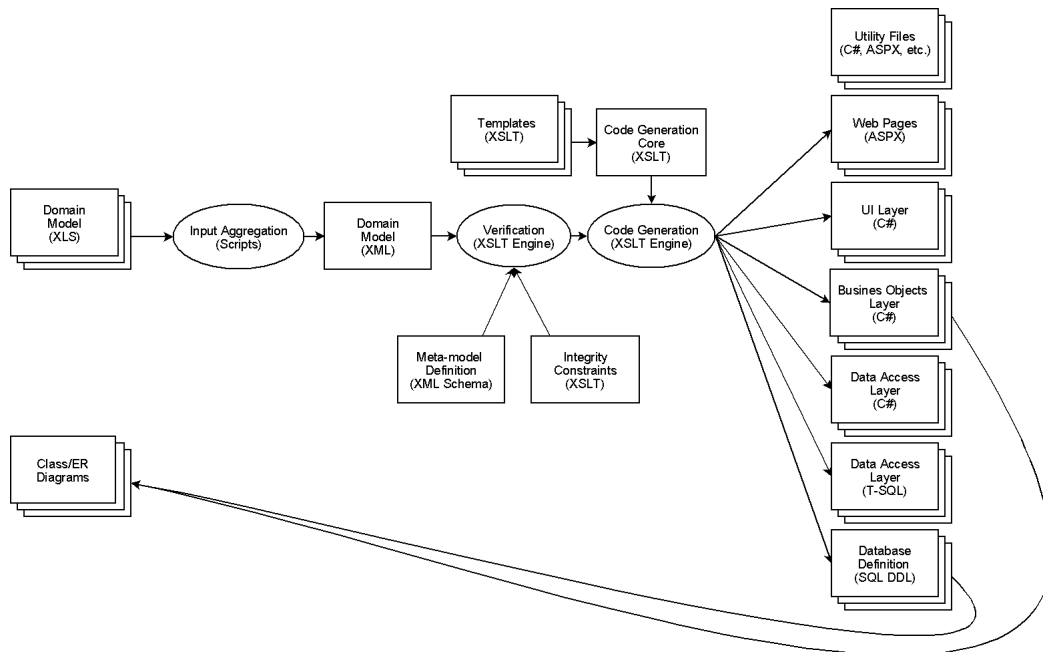 Utility Files
(C#, ASPX, etc.)
Templates
(XSLT)
Code Generation
Core
(XSLT)
Web Pages
(ASPX)
Domain
Model
(XLS)
Input Aggregation
(Scripts)
Domain
Model
(XML)
Verification
(XSLT Engine)
Code Generation
(XSLT Engine)
UI Layer
(C#)
Busines Objects
Layer
(C#)
Meta-model
Definition
(XML Schema)
Integrity
Constraints
(XSLT)
Data Access
Layer
(C#)
Class/ER
Diagrams
Data Access
Layer
(T-SQL)
Database
Definition
(SQL DDL)